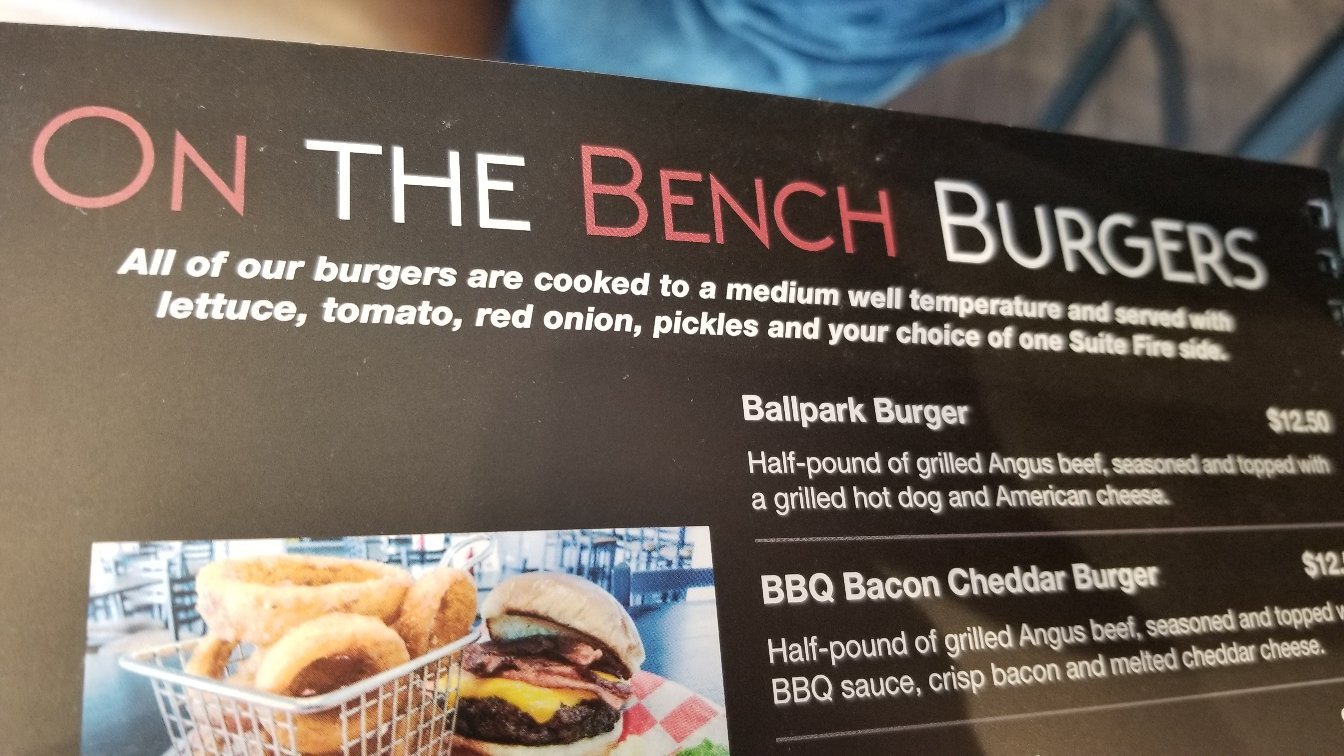 ON THE BENCH BURGERS
All of our burgers are cooked to a medium well temperature and served with
lettuce, tomato, red onion, pickles and your choice of one Suite Fire side.
Ballpark Burger $12.50
Half-pound of grilled Angus beef, seasoned and topped with
a grilled hot dog and American cheese.
BBQ Bacon Cheddar Burger $12.
Half-pound of grilled Angus beef, seasoned and topped
BBQ sauce, crisp bacon and melted cheddar cheese.